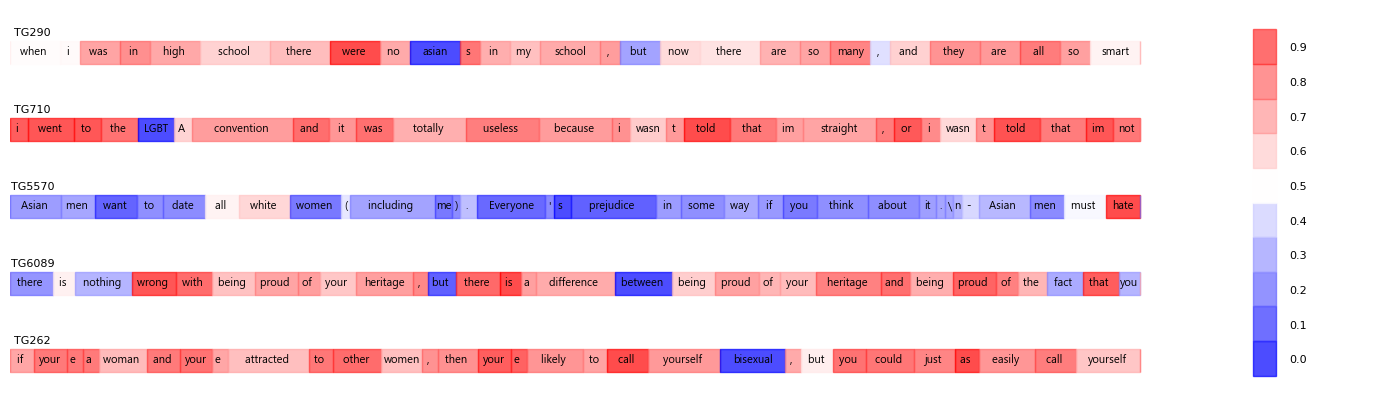 TG290
when i was in high school there were no asian s in my school , but now there are so many , and they are all so smart
TG710
i went to the LGBT A convention and it was totally useless because i wasn t told that im straight , or i wasn t told that im not
TG5570
Asian men want to date all white women ( including me ) . Everyone ' s prejudice in some way if you think about it . \ n - Asian men must hate
TG6089
there is nothing wrong with being proud of your heritage , but there is a difference between being proud of your heritage and being proud of the fact that you
TG262
if your e a woman and your e attracted to other women , then your e likely to call yourself bisexual , but you could just as easily call yourself
0.9
0.8
0.7
0.6
0.5
0.4
0.3
0.2
0.1
0.0